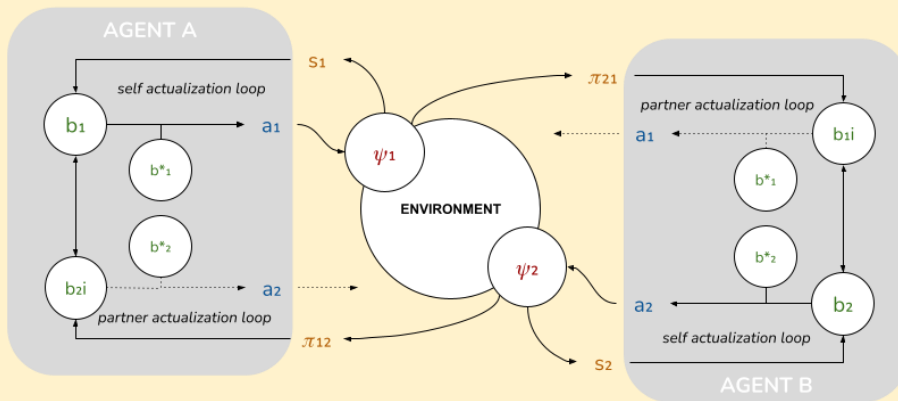 AGENT A
s1
self actualization loop
b1
a1
b*1
b*2
b2i
a2
partner actualization loop
π12
ψ1
ENVIRONMENT
ψ2
π21
partner actualization loop
a1
b1i
b*1
b*2
a2
b2
self actualization loop
s2
AGENT B